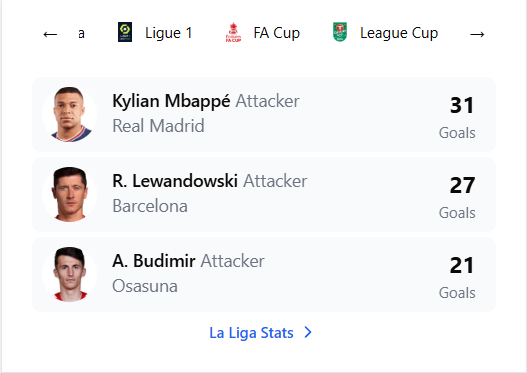 ← a Ligue 1 FA Cup League Cup →
Kylian Mbappé Attacker
Real Madrid
31
Goals
R. Lewandowski Attacker
Barcelona
27
Goals
A. Budimir Attacker
Osasuna
21
Goals
La Liga Stats >